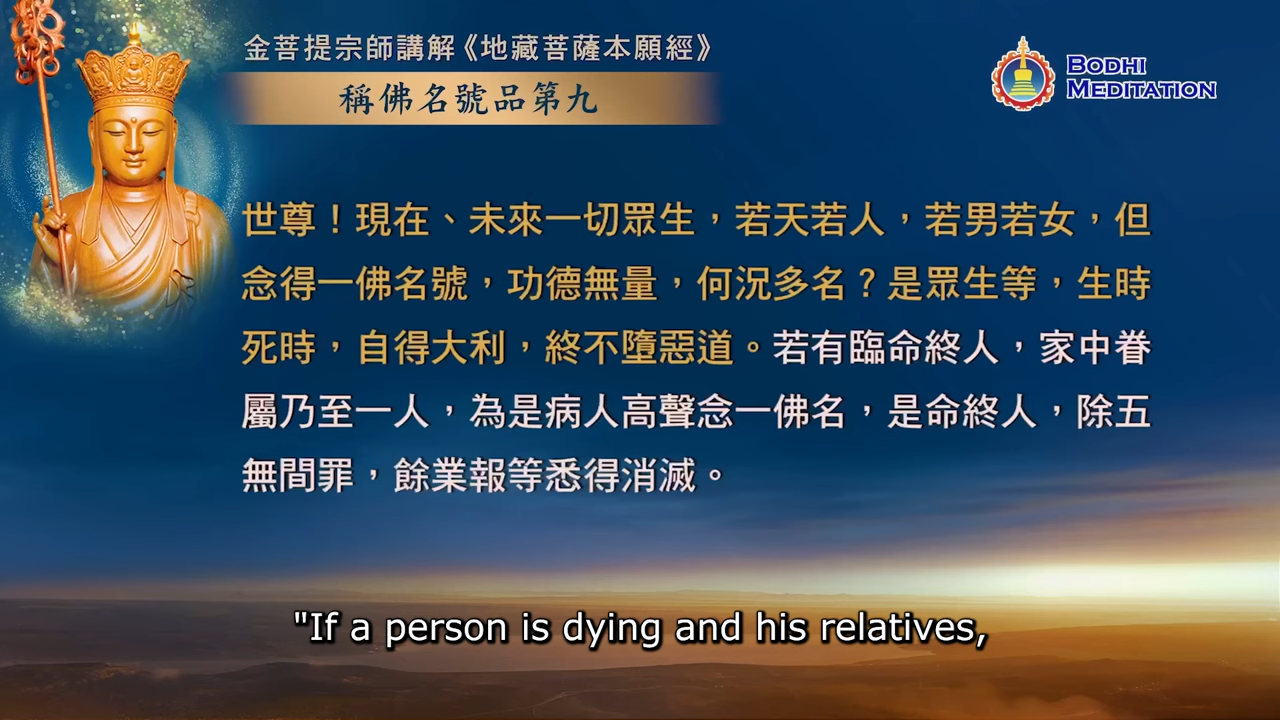 金菩提宗師講解《地藏菩薩本願經》
稱佛名號品第九
BODHI
MEDITATION
世尊！現在、未來一切眾生，若天若人，若男若女，但
念得一佛名號，功德無量，何況多名？是眾生等，生時
死時，自得大利，終不墮惡道。若有臨命終人，家中眷
屬乃至一人，為是病人高聲念一佛名，是命終人，除五
無間罪，餘業報等悉得消滅。
"If a person is dying and his relatives,